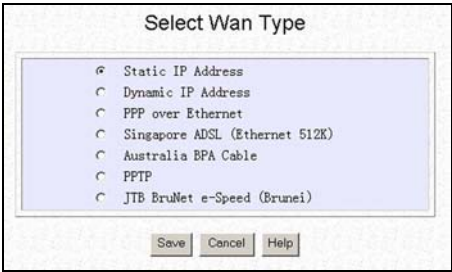 Select Wan Type
Static IP Address
Dynamic IP Address
PPP over Ethernet
Singapore ADSL (Ethernet 512K)
Australia BPA Cable
PPTP
JTB BruNet e-Speed (Brunei)
Save Cancel Help